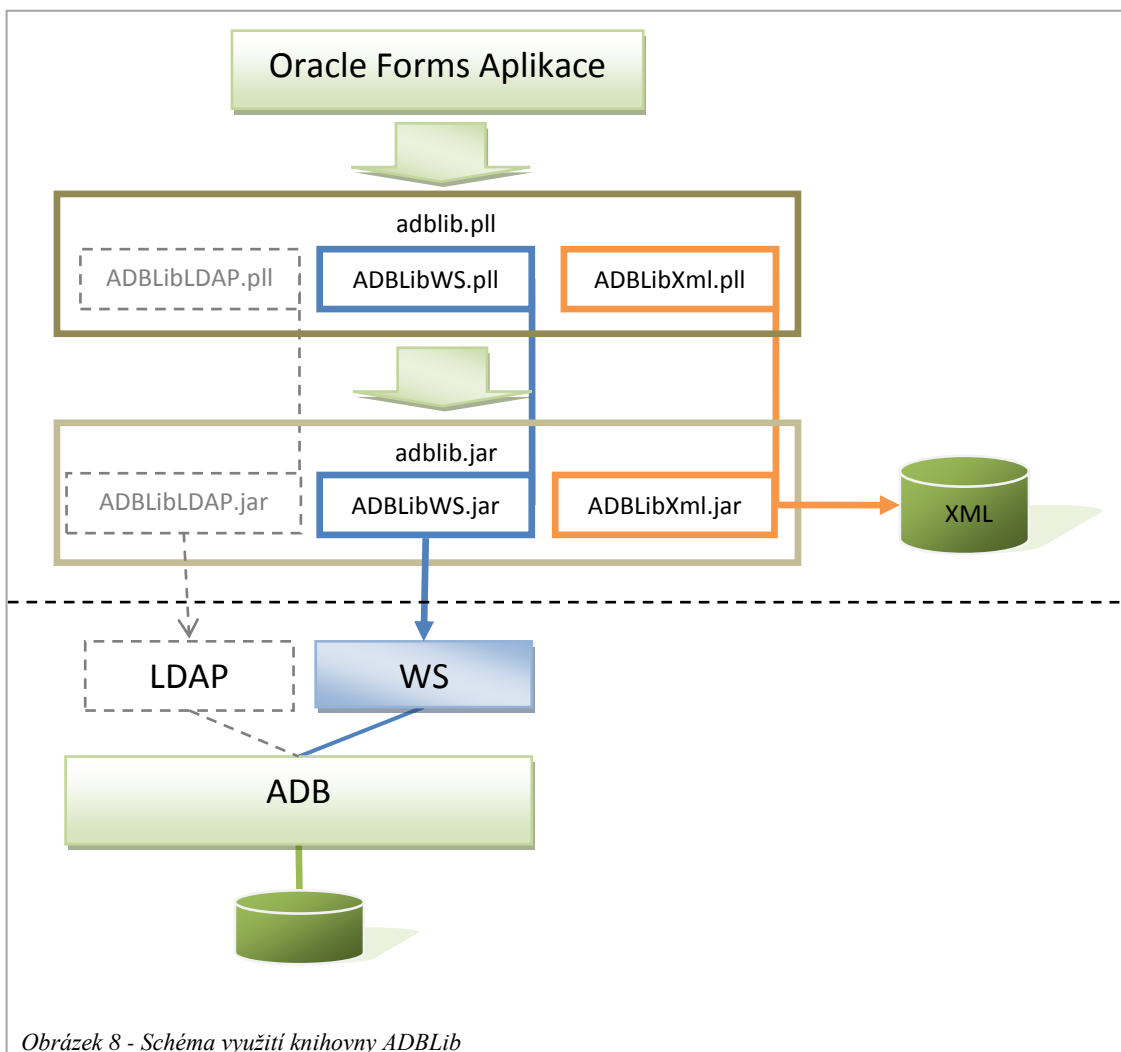 Oracle Forms Aplikace
adblib.pll
ADBLibLDAP.pll
ADBLibWS.pll
ADBLibXml.pll
adblib.jar
ADBLibLDAP.jar
ADBLibWS.jar
ADBLibXml.jar
XML
LDAP
WS
ADB
Obrázek 8 - Schéma využití knihovny ADBLib